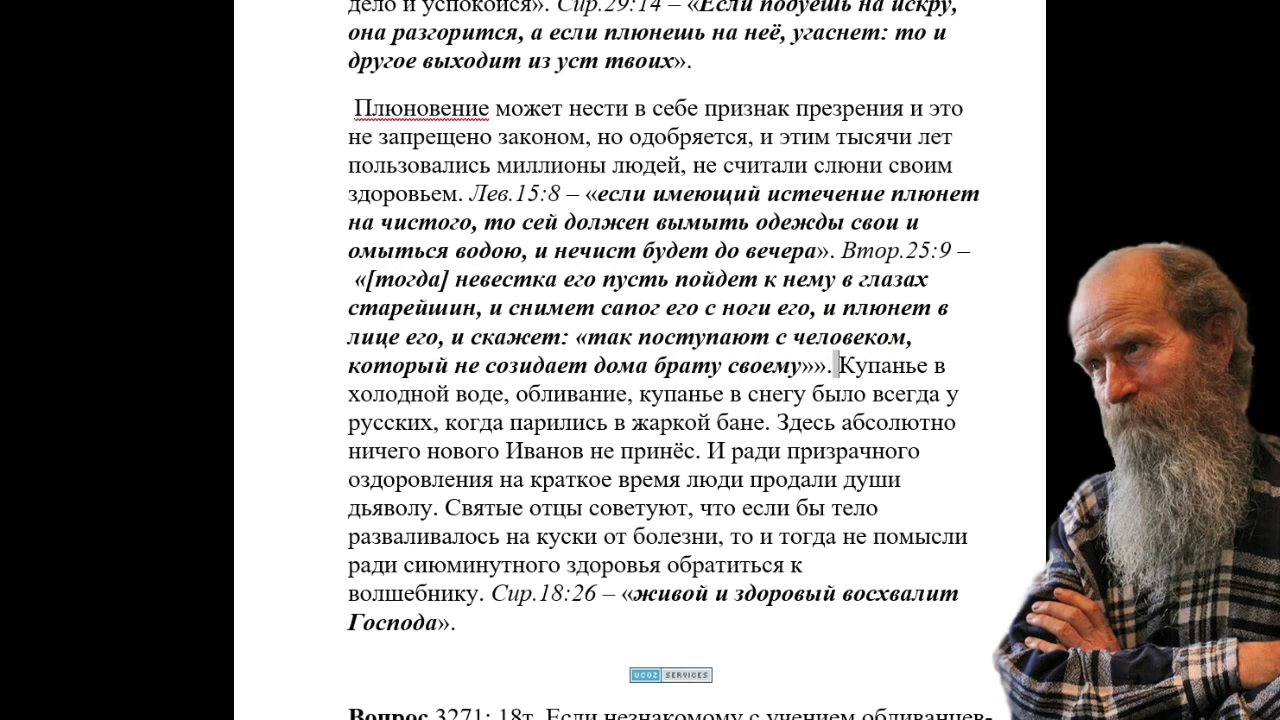 дело и успокойся». Сир.29:14 – «Если подуешь на искру,
она разгорится, а если плюнешь на неё, угаснет: то и
другое выходит из уст твоих».
Плюновение может нести в себе признак презрения и это
не запрещено законом, но одобряется, и этим тысячи лет
пользовались миллионы людей, не считали слюни своим
здоровьем. Лев.15:8 – «если имеющий истечение плюнет
на чистого, то сей должен вымыть одежды свои и
омыться водою, и нечист будет до вечера». Втор.25:9 –
«[тогда] невестка его пусть пойдет к нему в глазах
старейшин, и снимет сапог его с ноги его, и плюнет в
лице его, и скажет: «так поступают с человеком,
который не созидает дома брату своему»». Купанье в
холодной воде, обливание, купанье в снегу было всегда у
русских, когда парились в жаркой бане. Здесь абсолютно
ничего нового Иванов не принёс. И ради призрачного
оздоровления на краткое время люди продали души
дьяволу. Святые отцы советуют, что если бы тело
разваливалось на куски от болезни, то и тогда не помысли
ради сиюминутного здоровья обратиться к
волшебнику. Сир.18:26 – «живой и здоровый восхвалит
Господа».
UCOZ SERVICES
Вопрос 3271: 18т. Если незнакомому с учением обливанцев-